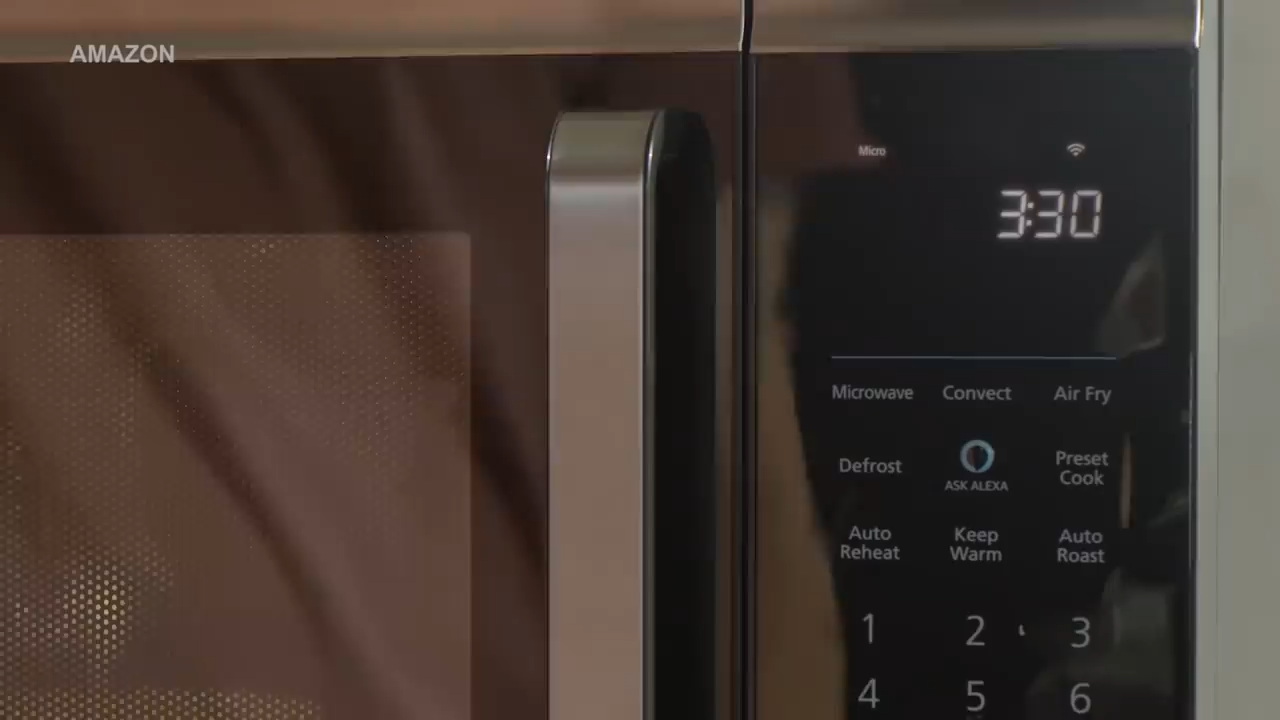 AMAZON
Micro
3:30
Microwave Convect Air Fry
Defrost ASK ALEXA Preset
Cook
Auto
Reheat
Keep
Warm
Auto
Roast
1 2 3
4 5 6